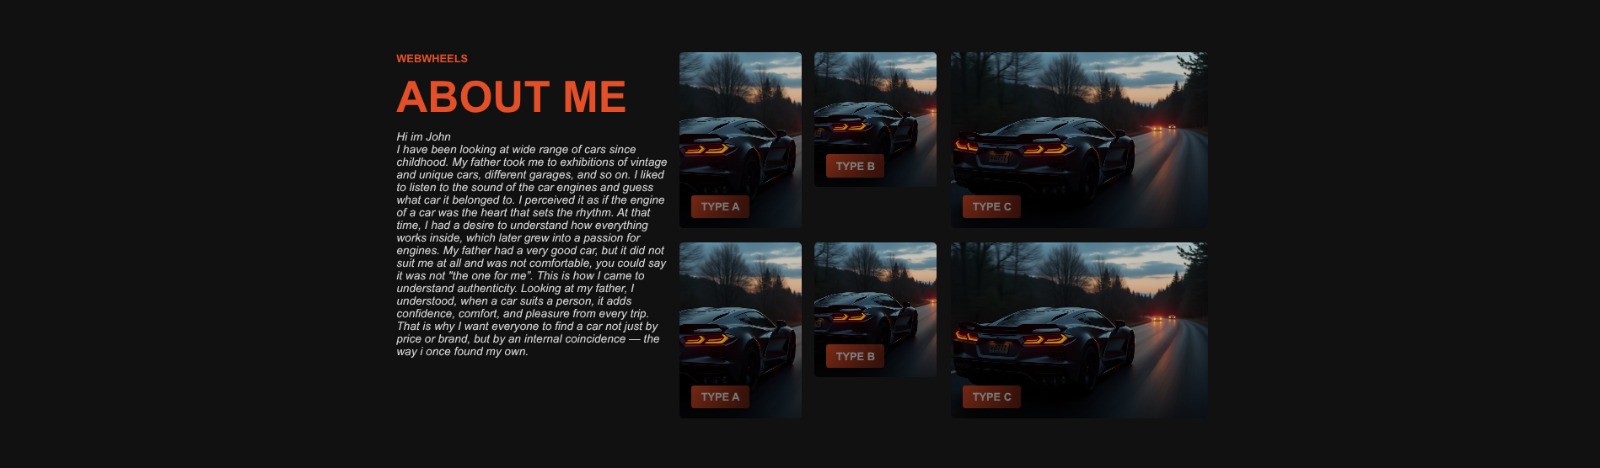 WEBWHEELS
ABOUT ME
Hi im John
I have been looking at wide range of cars since
childhood. My father took me to exhibitions of vintage
and unique cars, different garages, and so on. I liked
to listen to the sound of the car engines and guess
what car it belonged to. I perceived it as if the engine
of a car was the heart that sets the rhythm. At that
time, I had a desire to understand how everything
works inside, which later grew into a passion for
engines. My father had a very good car, but it did not
suit me at all and was not comfortable, you could say
it was not "the one for me". This is how I came to
understand authenticity. Looking at my father, I
understood, when a car suits a person, it adds
confidence, comfort, and pleasure from every trip.
That is why I want everyone to find a car not just by
price or brand, but by an internal coincidence — the
way i once found my own.
TYPE A
TYPE B
TYPE C
TYPE A
TYPE B
TYPE C